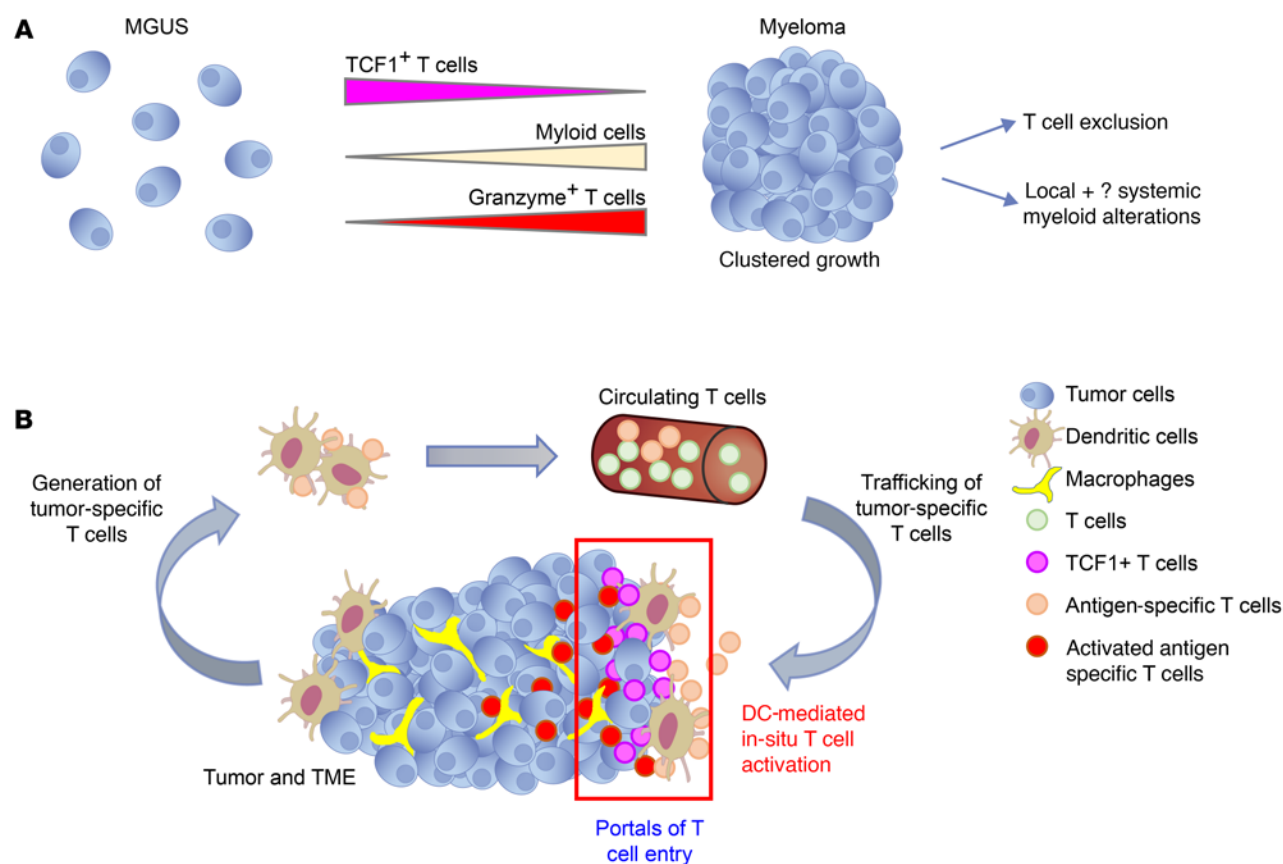 A
MGUS
TCF1+ T cells
Myloid cells
Granzyme+ T cells
Myeloma
Clustered growth
T cell exclusion
Local + ? systemic
myeloid alterations
B
Generation of
tumor-specific
T cells
Circulating T cells
Trafficking of
tumor-specific
T cells
Tumor and TME
DC-mediated
in-situ T cell
activation
Portals of T
cell entry
Tumor cells
Dendritic cells
Macrophages
T cells
TCF1+ T cells
Antigen-specific T cells
Activated antigen
specific T cells